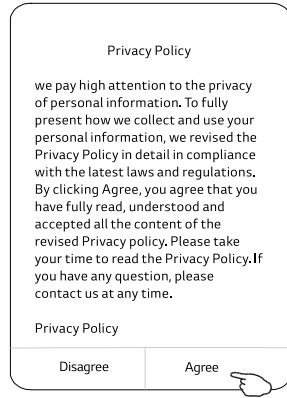 Privacy Policy
we pay high attention to the privacy
of personal information. To fully
present how we collect and use your
personal information, we revised the
Privacy Policy in detail in compliance
with the latest laws and regulations.
By clicking Agree, you agree that you
have fully read, understood and
accepted all the content of the
revised Privacy policy. Please take
your time to read the Privacy Policy. If
you have any question, please
contact us at any time.
Privacy Policy
Disagree
Agree